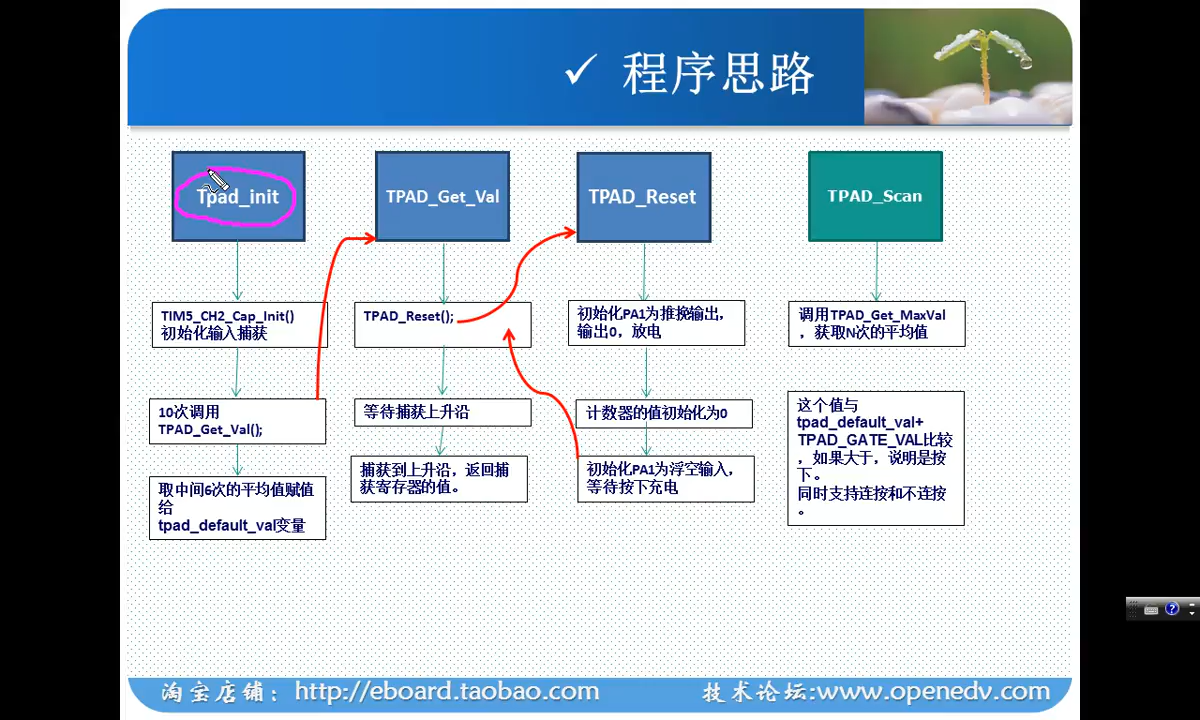 ✓ 程序思路
Tpad_init
TPAD_Get_Val
TPAD_Reset
TPAD_Scan
TIM5_CH2_Cap_Init()
初始化输入捕获
10次调用
TPAD_Get_Val();
取中间6次的平均值赋值
给
tpad_default_val变量
TPAD_Reset();
等待捕获上升沿
捕获到上升沿，返回捕
获寄存器的值。
初始化PA1为推挽输出，
输出0，放电
计数器的值初始化为0
初始化PA1为浮空输入，
等待按下充电
调用TPAD_Get_MaxVal
，获取N次的平均值
这个值与
tpad_default_val+
TPAD_GATE_VAL比较
，如果大于，说明是按
下。
同时支持连接和不连接
。
淘宝店铺：http://eboard.taobao.com
技术论坛:www.openedv.com